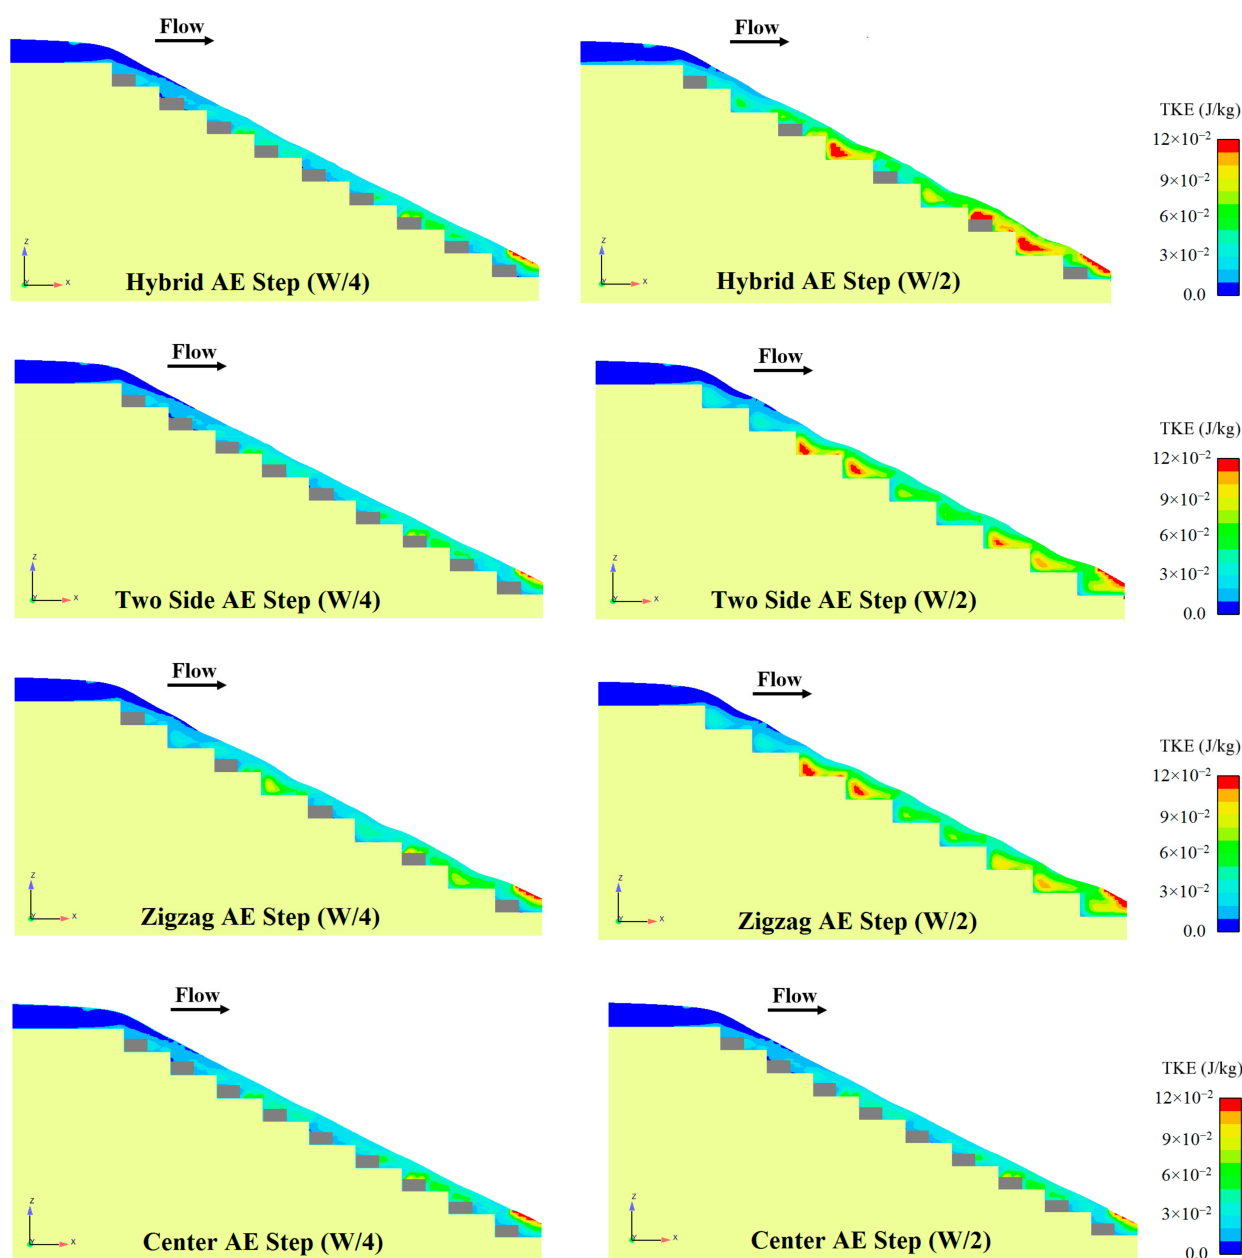 Flow
Flow
TKE (J/kg)
12×10⁻²
9×10⁻²
6×10⁻²
3×10⁻²
0.0
z
Y
x
Hybrid AE Step (W/4)
z
Y
x
Hybrid AE Step (W/2)
Flow
Flow
TKE (J/kg)
12×10⁻²
9×10⁻²
6×10⁻²
3×10⁻²
0.0
z
Y
x
Two Side AE Step (W/4)
z
Y
x
Two Side AE Step (W/2)
Flow
Flow
TKE (J/kg)
12×10⁻²
9×10⁻²
6×10⁻²
3×10⁻²
0.0
z
Y
x
Zigzag AE Step (W/4)
z
Y
x
Zigzag AE Step (W/2)
Flow
Flow
TKE (J/kg)
12×10⁻²
9×10⁻²
6×10⁻²
3×10⁻²
0.0
z
Y
x
Center AE Step (W/4)
z
Y
x
Center AE Step (W/2)